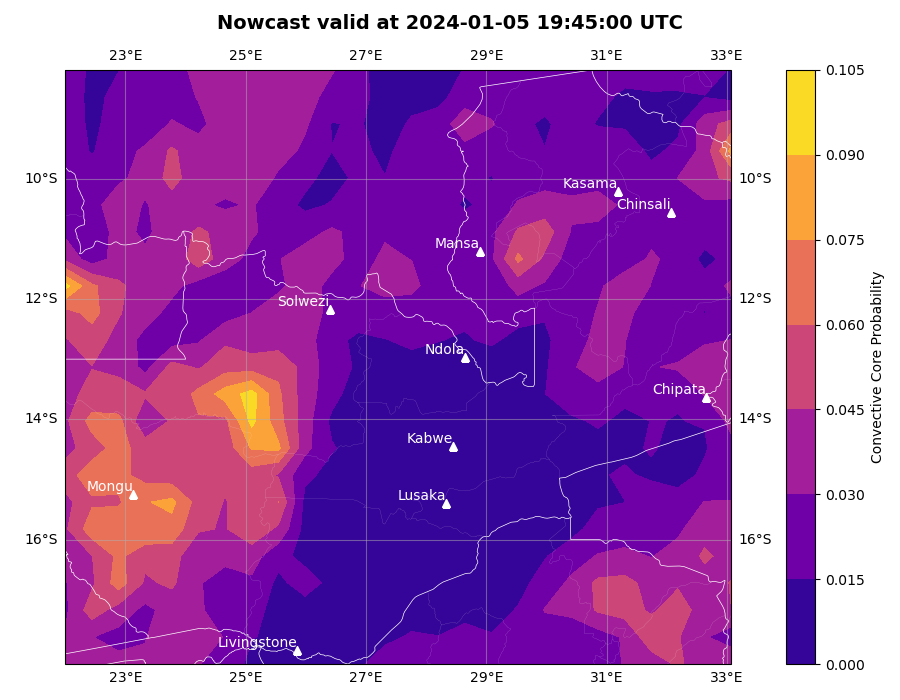 Nowcast valid at 2024-01-05 19:45:00 UTC
23°E 25°E 27°E 29°E 31°E 33°E
0.105
0.090
10°S Kasama 10°S
Chinsali
0.075
Mansa
12°S Solwezi 12°S
0.060
Ndola
Chipata
14°S 14°S
0.045
Kabwe
Mongu Lusaka
0.030
16°S 16°S
0.015
Livingstone
0.000
23°E 25°E 27°E 29°E 31°E 33°E
Convective Core Probability